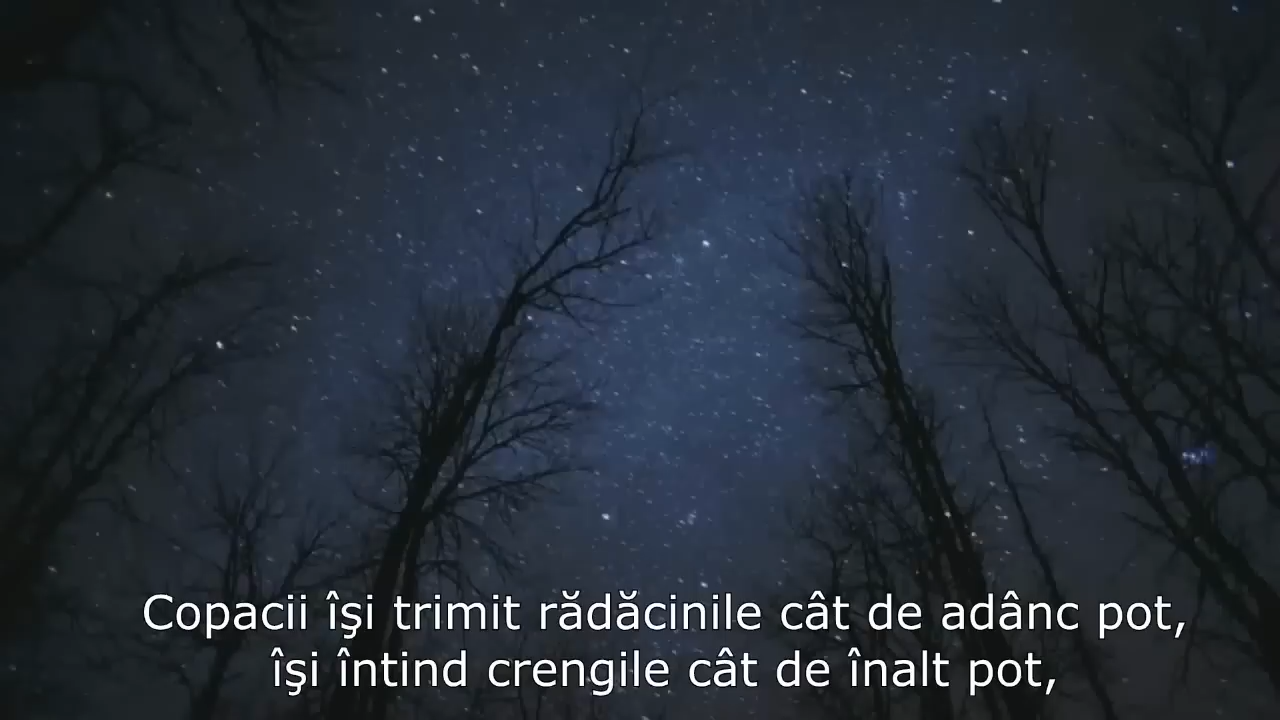 Copacii îşi trimit rădăcinile cât de adânc pot,
îşi întind crengile cât de înalt pot,